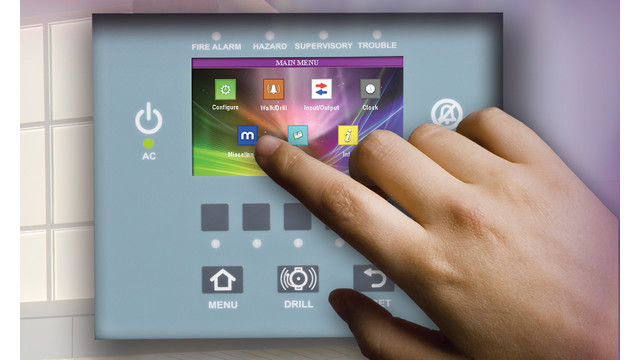 FIRE ALARM HAZARD SUPERVISORY TROUBLE
MAIN MENU
Configure Walk/Drill Input/Output Clock
m i
AC
MENU DRILL